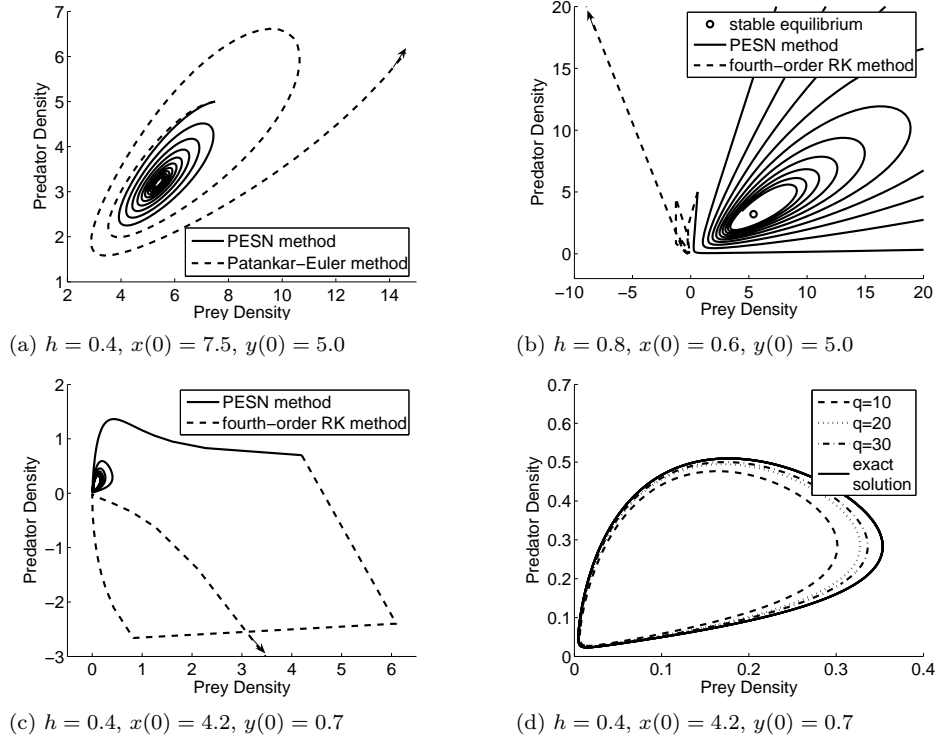 7
6
5
4
3
2
1
Predator Density
PESN method
Patankar−Euler method
2 4 6 8 10 12 14
Prey Density
(a) h = 0.4, x(0) = 7.5, y(0) = 5.0
20
15
10
5
0
Predator Density
stable equilibrium
PESN method
fourth−order RK method
−10 −5 0 5 10 15 20
Prey Density
(b) h = 0.8, x(0) = 0.6, y(0) = 5.0
2
1
0
−1
−2
−3
Predator Density
PESN method
fourth−order RK method
0 1 2 3 4 5 6
Prey Density
(c) h = 0.4, x(0) = 4.2, y(0) = 0.7
0.7
0.6
0.5
0.4
0.3
0.2
0.1
0
Predator Density
q=10
q=20
q=30
exact
solution
0 0.1 0.2 0.3 0.4
Prey Density
(d) h = 0.4, x(0) = 4.2, y(0) = 0.7